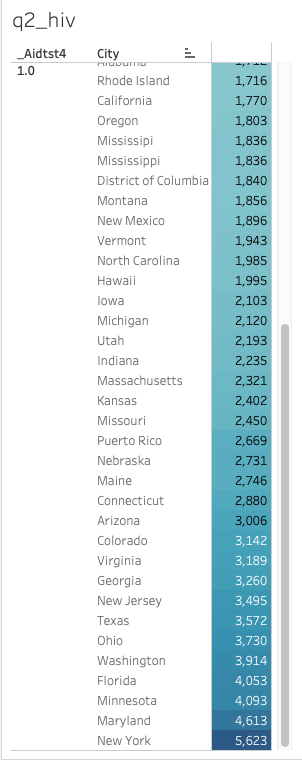 q2_hiv
_Aidtst4 City
1.0 Alabama 1,712
Rhode Island 1,716
California 1,770
Oregon 1,803
Mississipi 1,836
Mississippi 1,836
District of Columbia 1,840
Montana 1,856
New Mexico 1,896
Vermont 1,943
North Carolina 1,985
Hawaii 1,995
Iowa 2,103
Michigan 2,120
Utah 2,193
Indiana 2,235
Massachusetts 2,321
Kansas 2,402
Missouri 2,450
Puerto Rico 2,669
Nebraska 2,731
Maine 2,746
Connecticut 2,880
Arizona 3,006
Colorado 3,142
Virginia 3,189
Georgia 3,260
New Jersey 3,495
Texas 3,572
Ohio 3,730
Washington 3,914
Florida 4,053
Minnesota 4,093
Maryland 4,613
New York 5,623